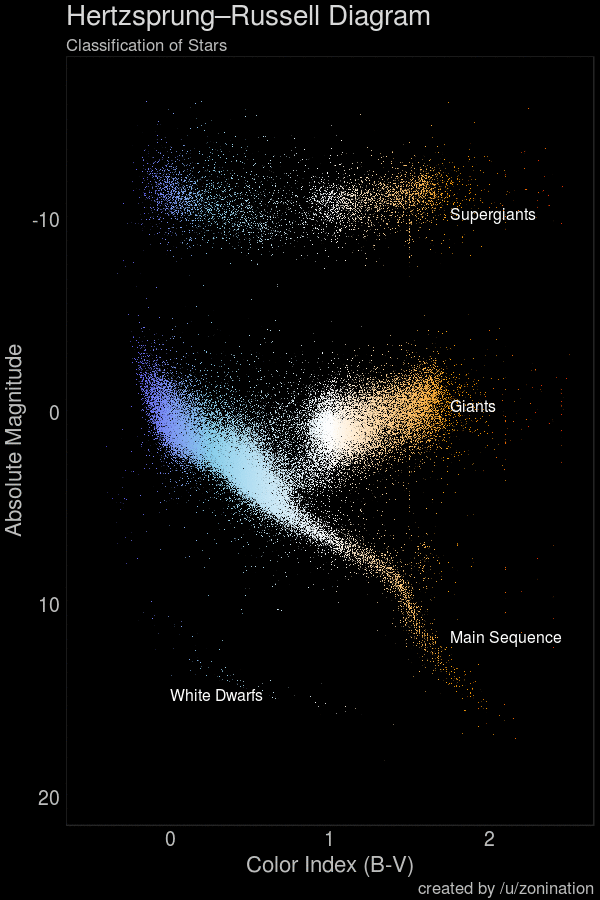 Hertzsprung–Russell Diagram
Classification of Stars
-10
Supergiants
0
Giants
Absolute Magnitude
10
Main Sequence
White Dwarfs
20
0 1 2
Color Index (B-V)
created by /u/zonination